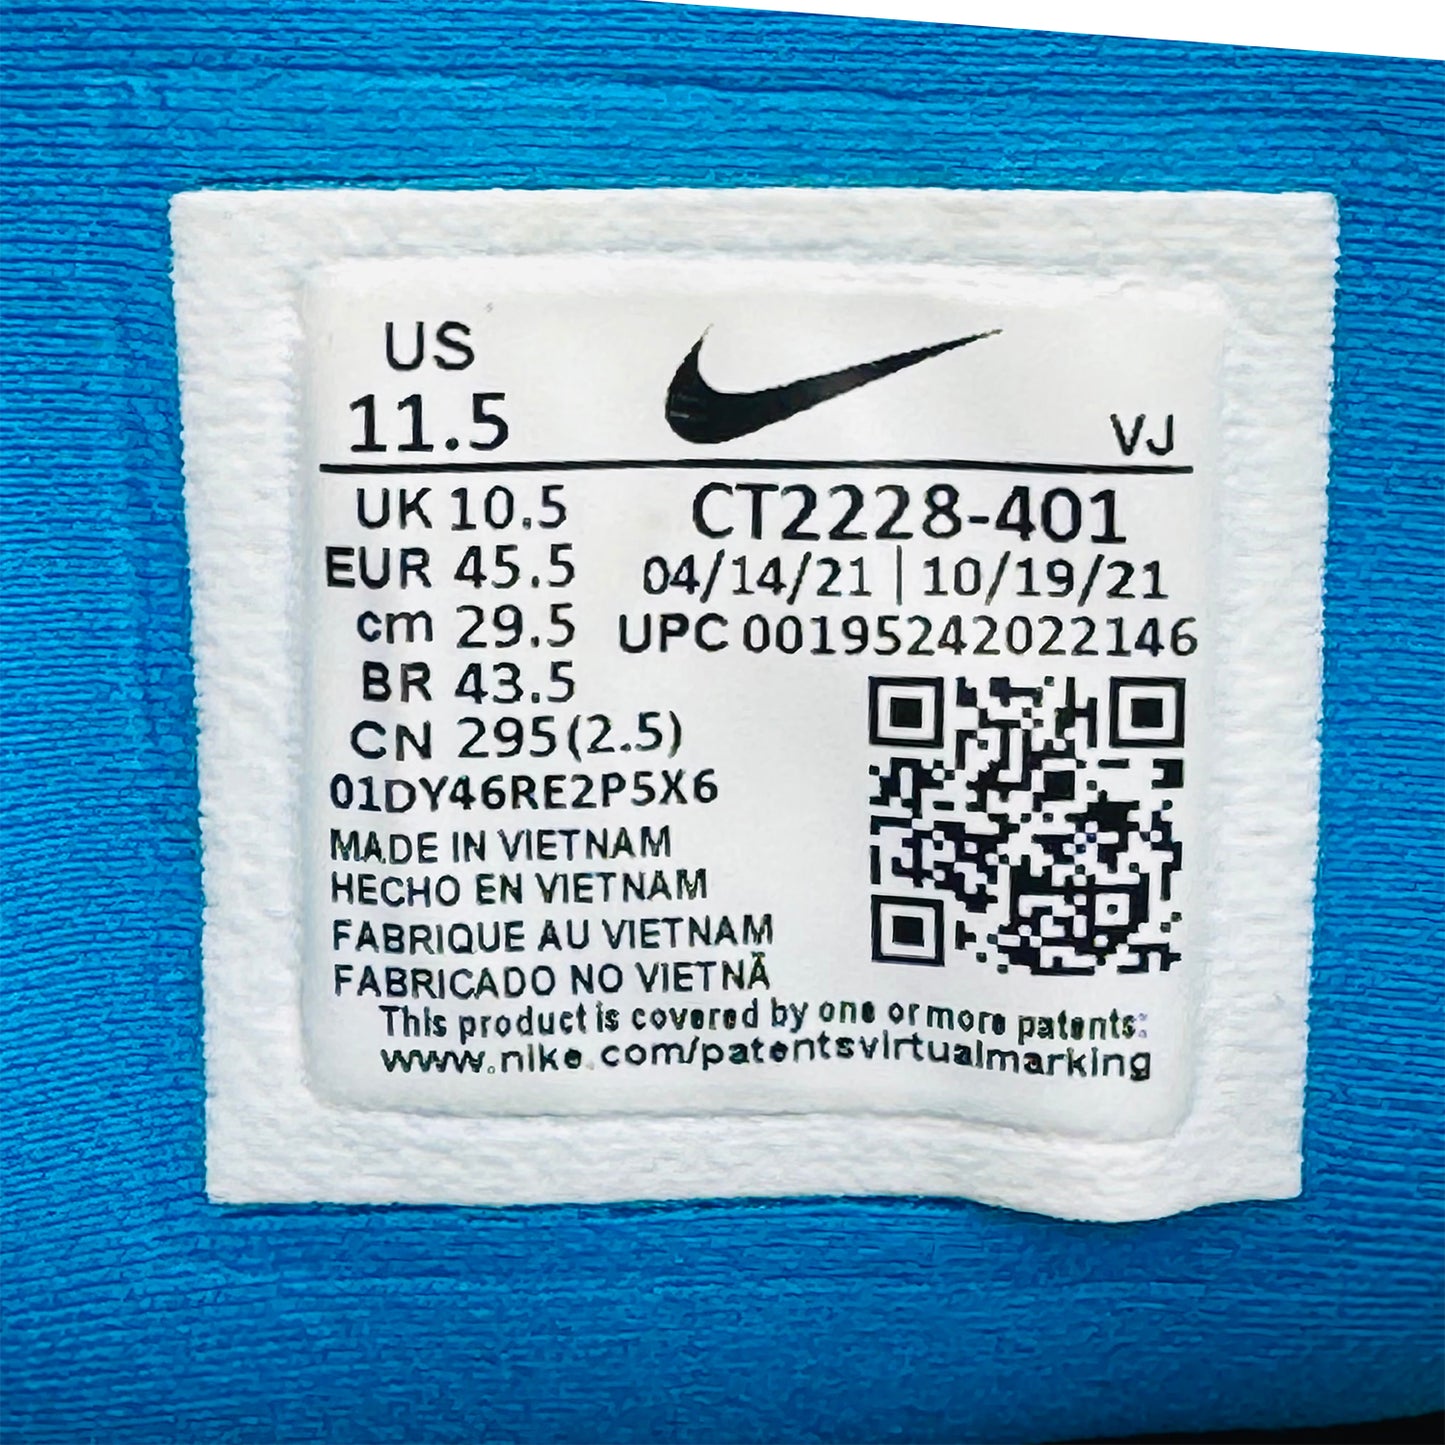 US
11.5
VJ
UK 10.5
CT2228-401
EUR 45.5
04/14/21 | 10/19/21
cm 29.5
UPC 00195242022146
BR 43.5
CN 295(2.5)
01DY46RE2P5X6
MADE IN VIETNAM
HECHO EN VIETNAM
FABRIQUE AU VIETNAM
FABRICADO NO VIETNÃ
This product is covered by one or more patents:
www.nike.com/patentsvirtualmarking